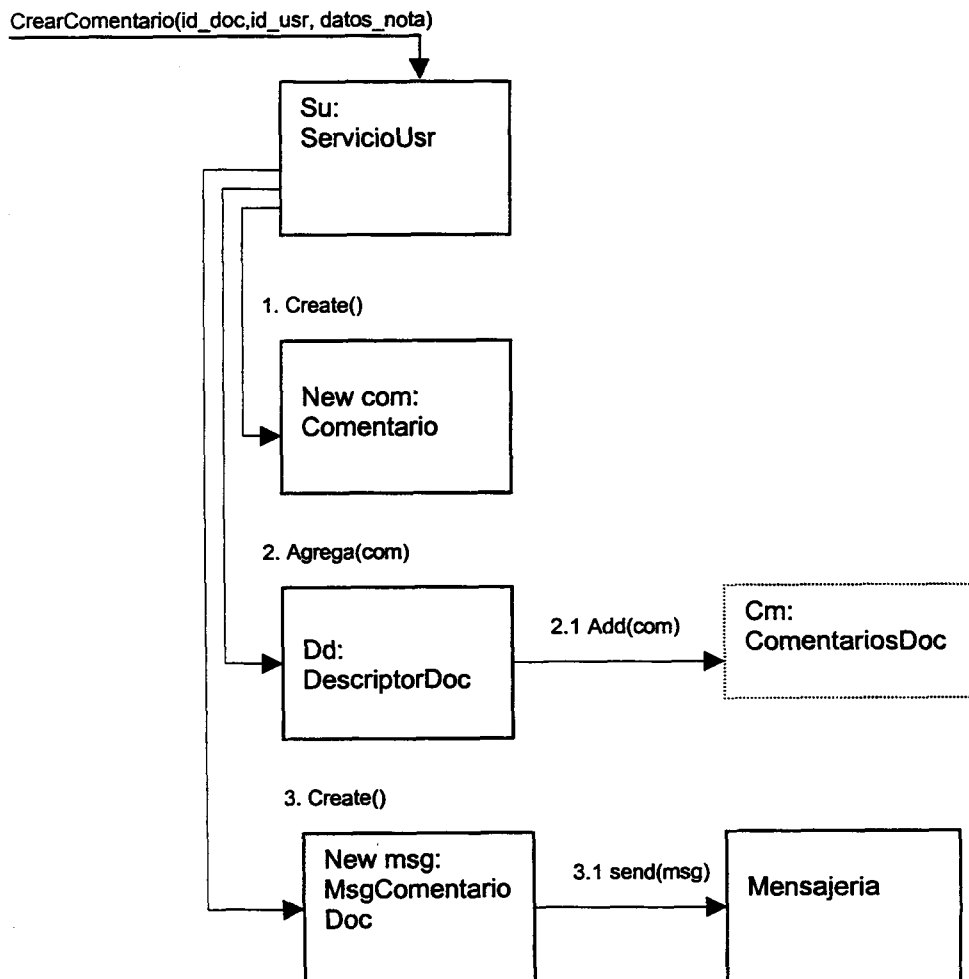 CrearComentario(id_doc,id_usr, datos_nota)
Su:
ServicioUsr
1. Create()
New com:
Comentario
2. Agrega(com)
Dd:
DescriptorDoc
2.1 Add(com)
Cm:
ComentariosDoc
3. Create()
New msg:
MsgComentario
Doc
3.1 send(msg)
Mensajeria